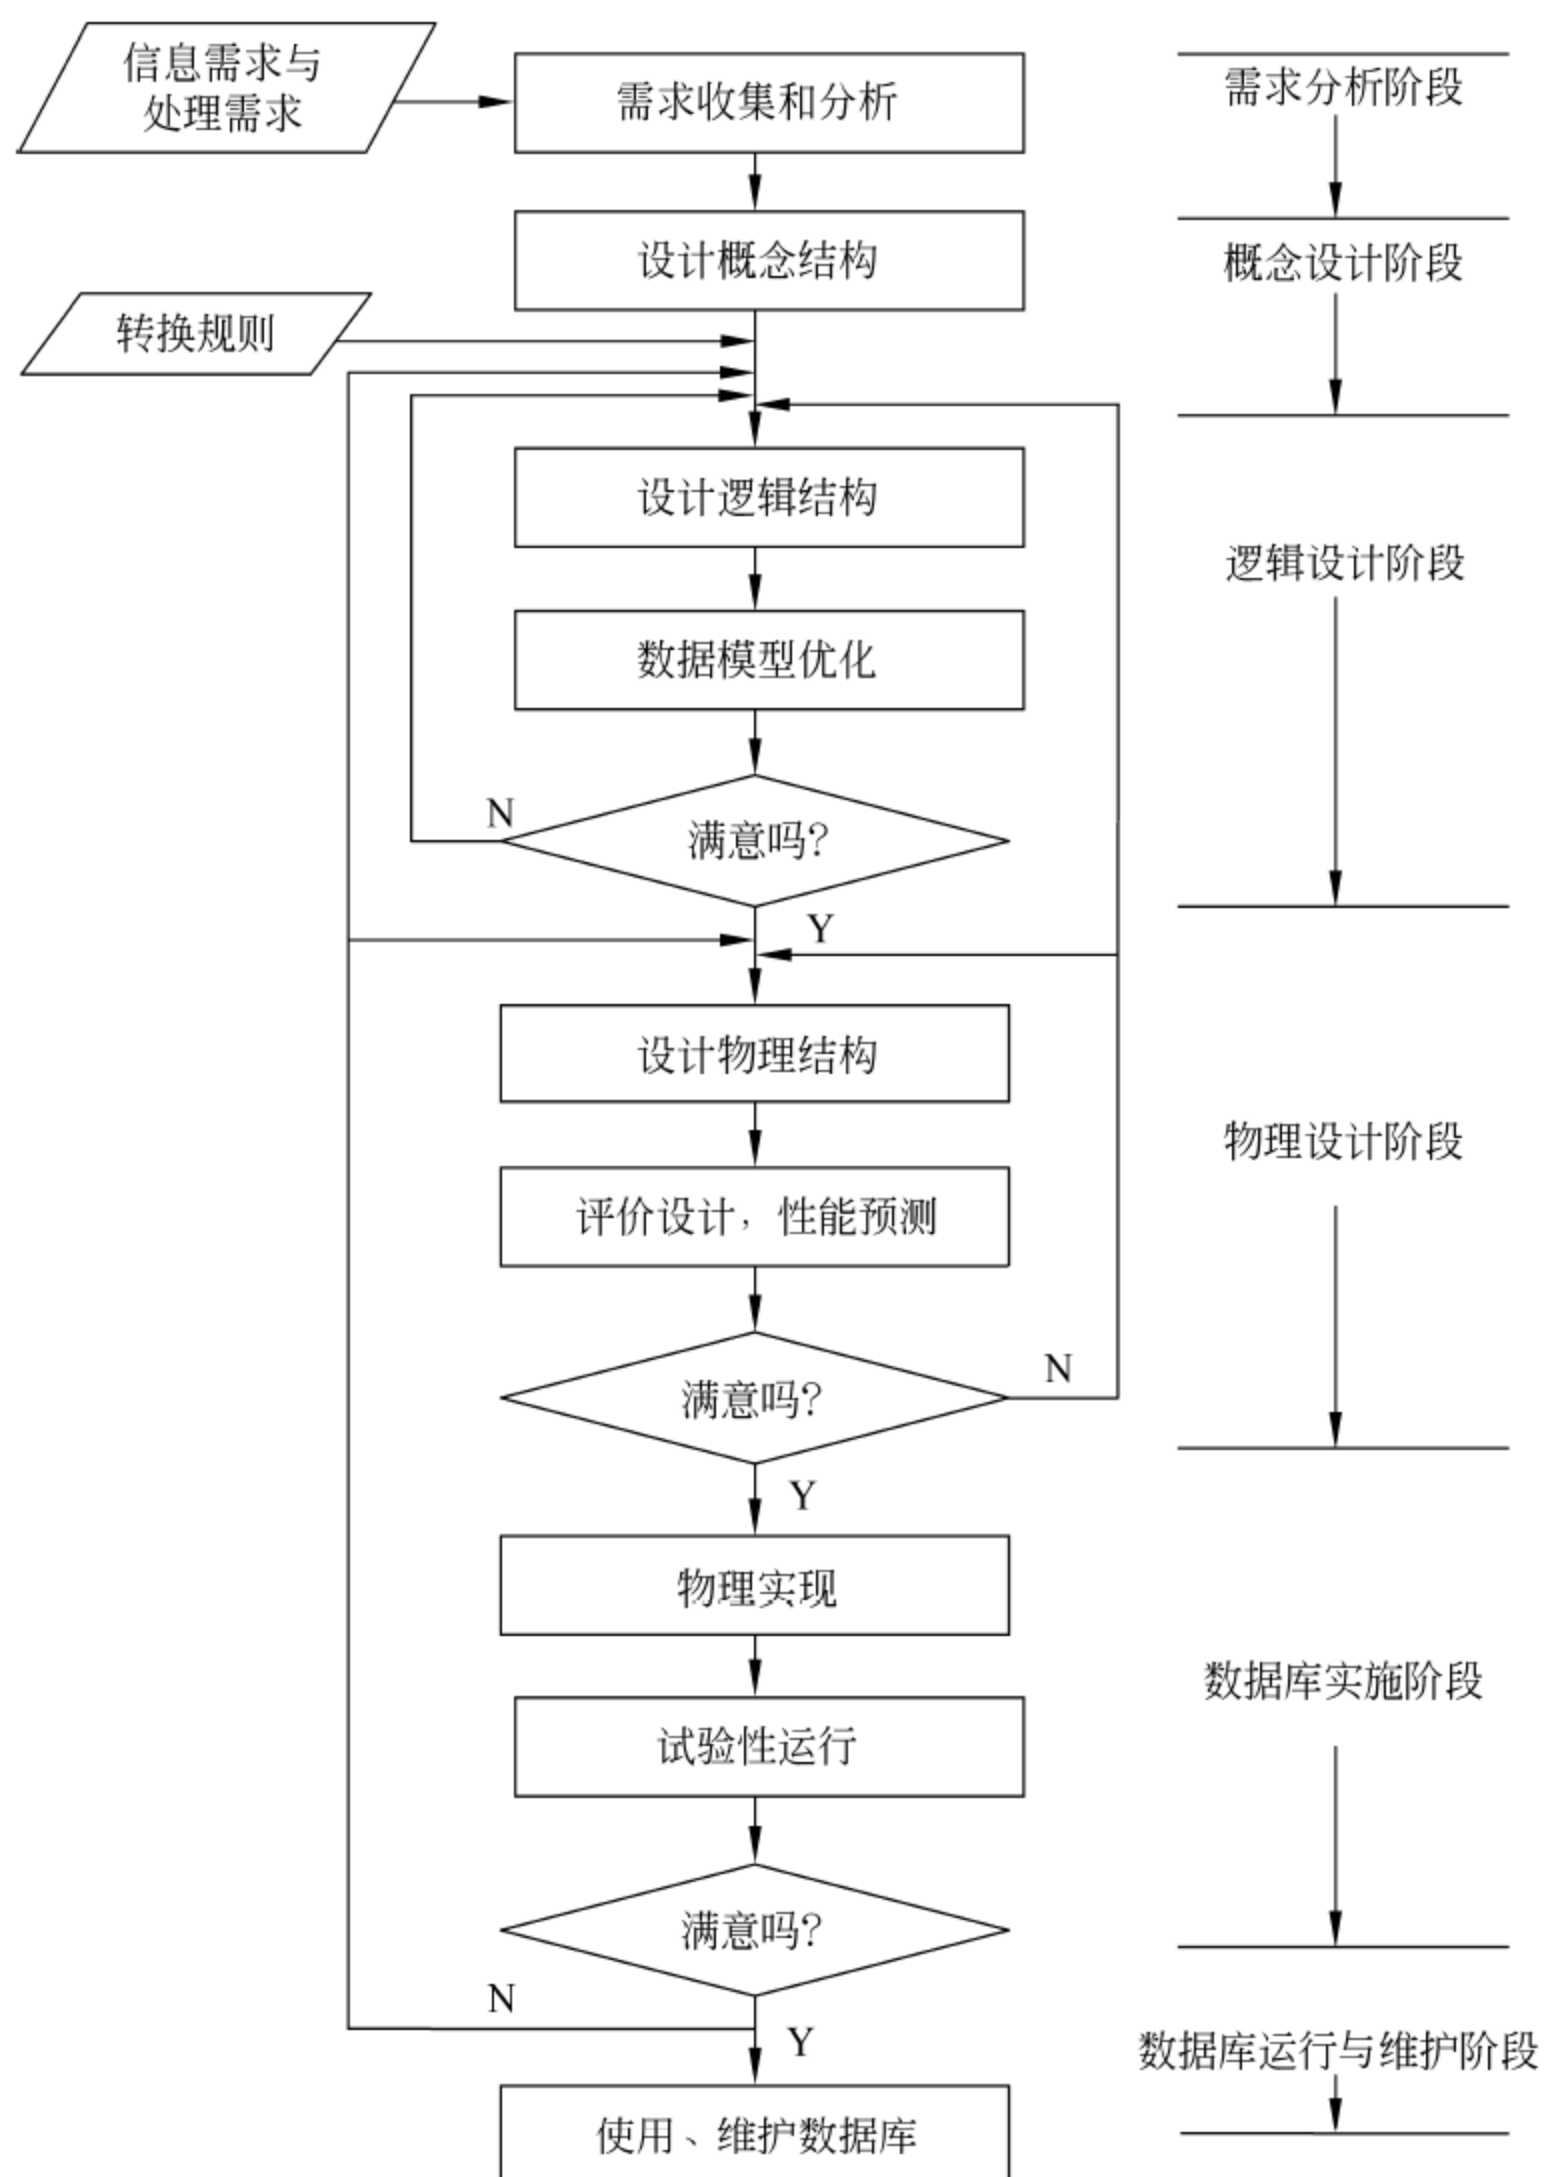 信息需求与
处理需求
需求收集和分析
需求分析阶段
设计概念结构
概念设计阶段
转换规则
设计逻辑结构
逻辑设计阶段
数据模型优化
N
满意吗?
Y
设计物理结构
物理设计阶段
评价设计，性能预测
满意吗?
N
Y
物理实现
数据库实施阶段
试验性运行
满意吗?
N
Y
数据库运行与维护阶段
使用、维护数据库